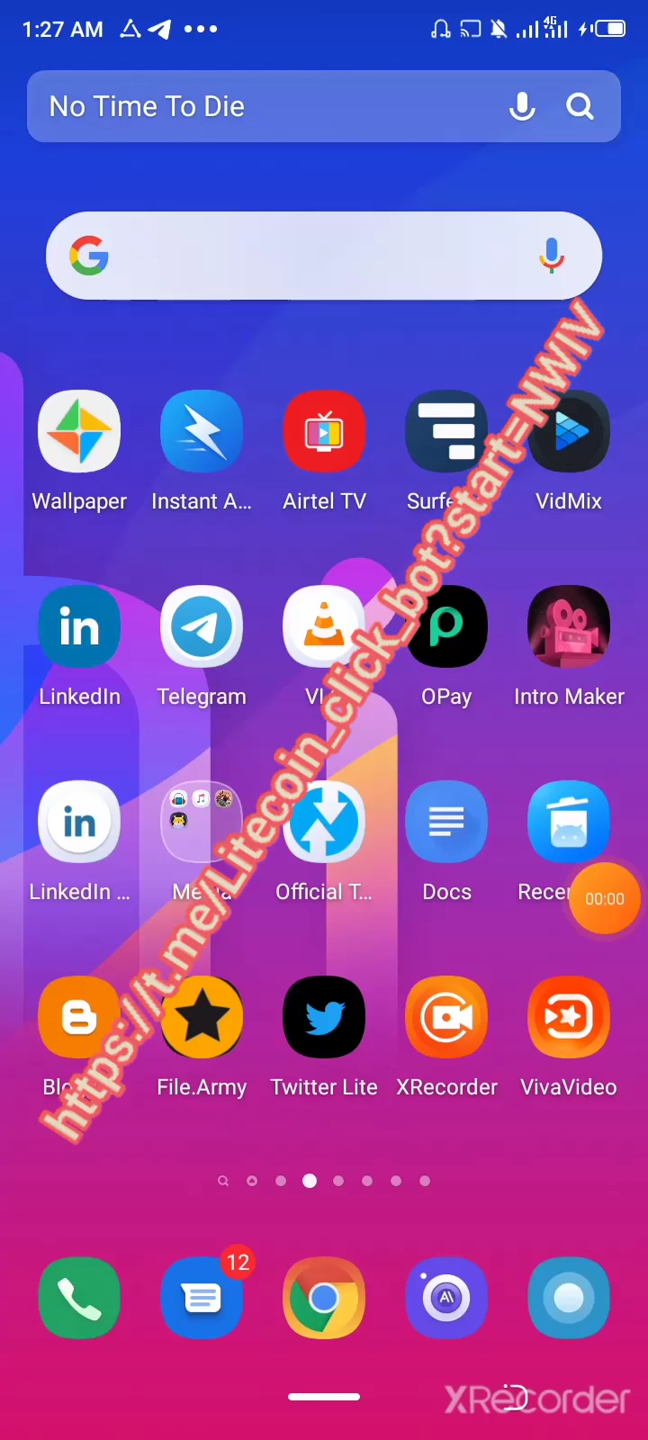 1:27 AM
4G
No Time To Die
Wallpaper
Instant A...
Airtel TV
VidMix
LinkedIn
Telegram
OPay
Intro Maker
LinkedIn ...
Official T...
Docs
00:00
File.Army
Twitter Lite
XRecorder
VivaVideo
https://t.me/Litecoin_click_bot?start=NWIV
12
XRecorder